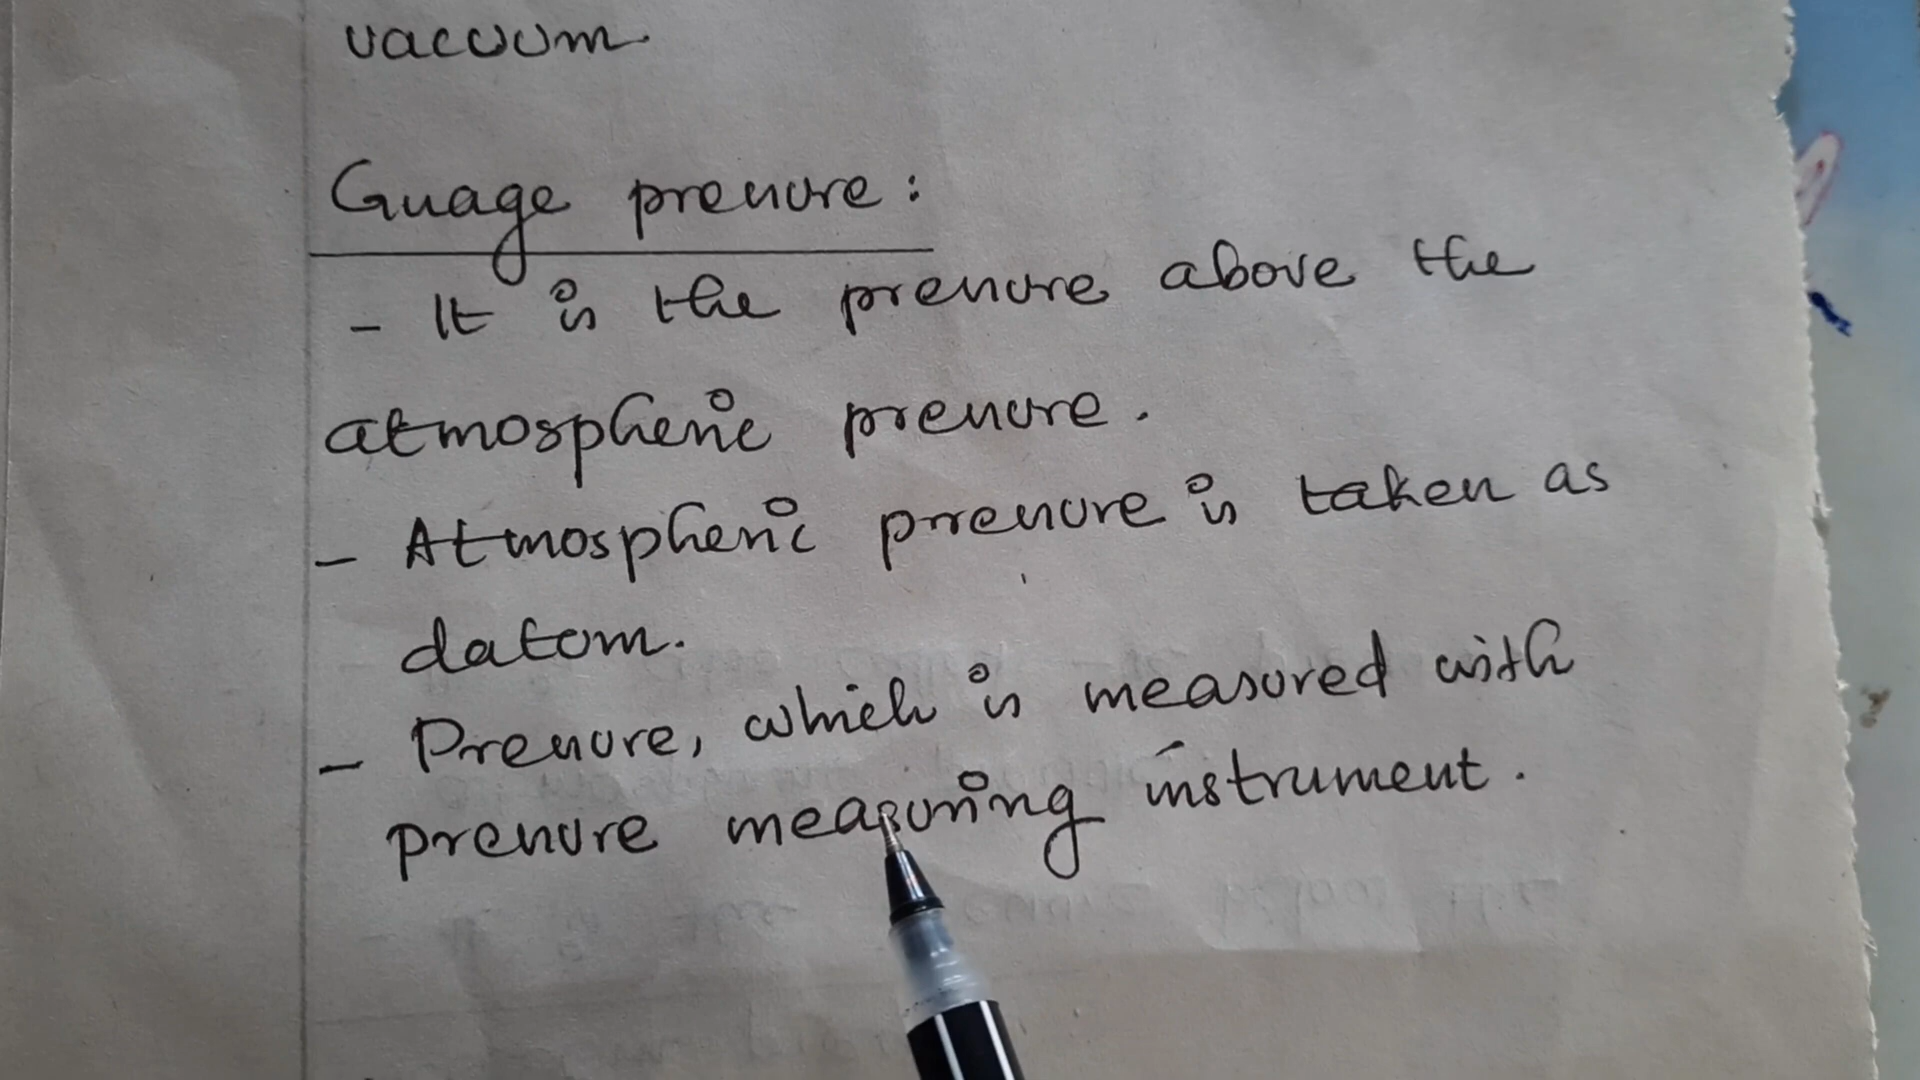 vacuum
Guage pressure :
- It is the pressure above the
atmospheric pressure .
- Atmospheric pressure is taken as
datum.
- Pressure, which is measured with
pressure measuring instrument .